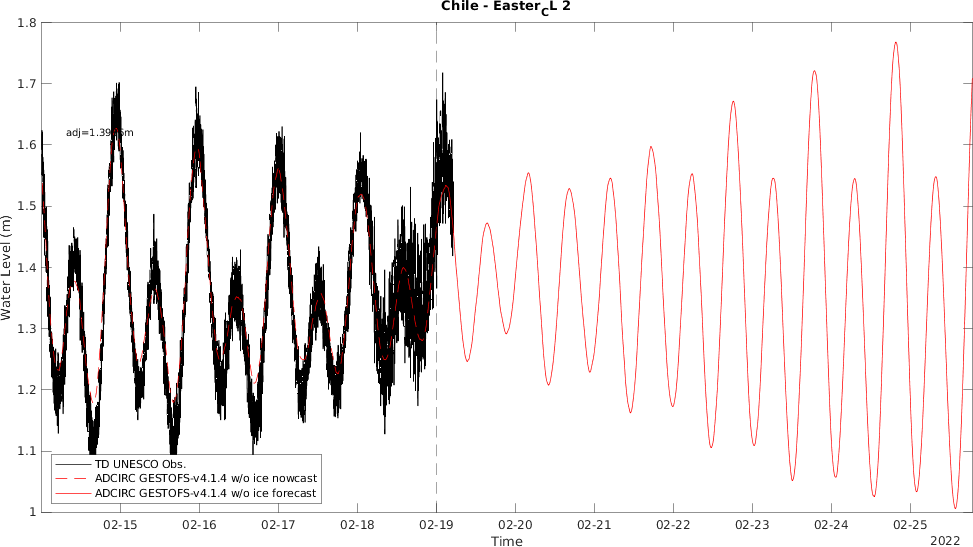 Chile - EasterCL 2
1.8
1.7
1.6
1.5
1.4
1.3
1.2
1.1
1
Water Level (m)
TD UNESCO Obs.
ADCIRC GESTOFS-v4.1.4 w/o ice nowcast
ADCIRC GESTOFS-v4.1.4 w/o ice forecast
02-15 02-16 02-17 02-18 02-19 02-20 02-21 02-22 02-23 02-24 02-25
Time
2022